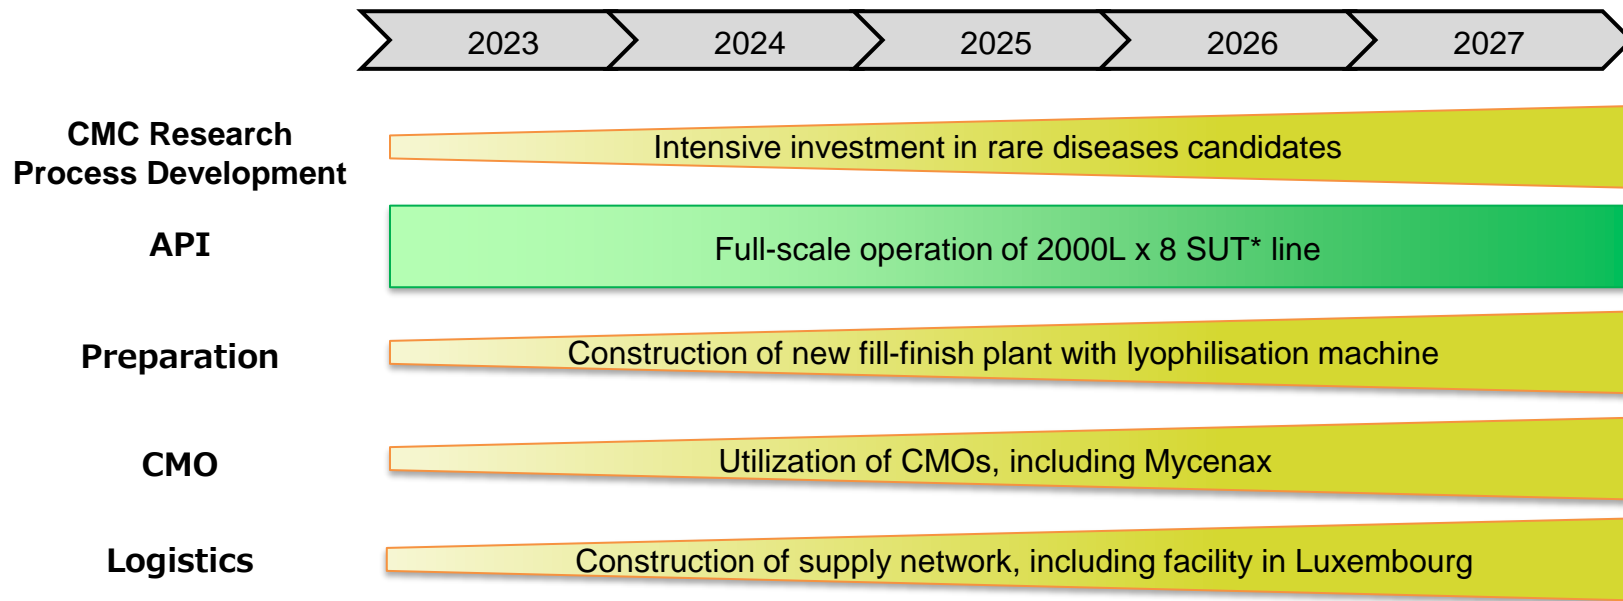 2023 2024 2025 2026 2027
CMC Research
Process Development
Intensive investment in rare diseases candidates
API
Full-scale operation of 2000L x 8 SUT* line
Preparation
Construction of new fill-finish plant with lyophilisation machine
CMO
Utilization of CMOs, including Mycenax
Logistics
Construction of supply network, including facility in Luxembourg